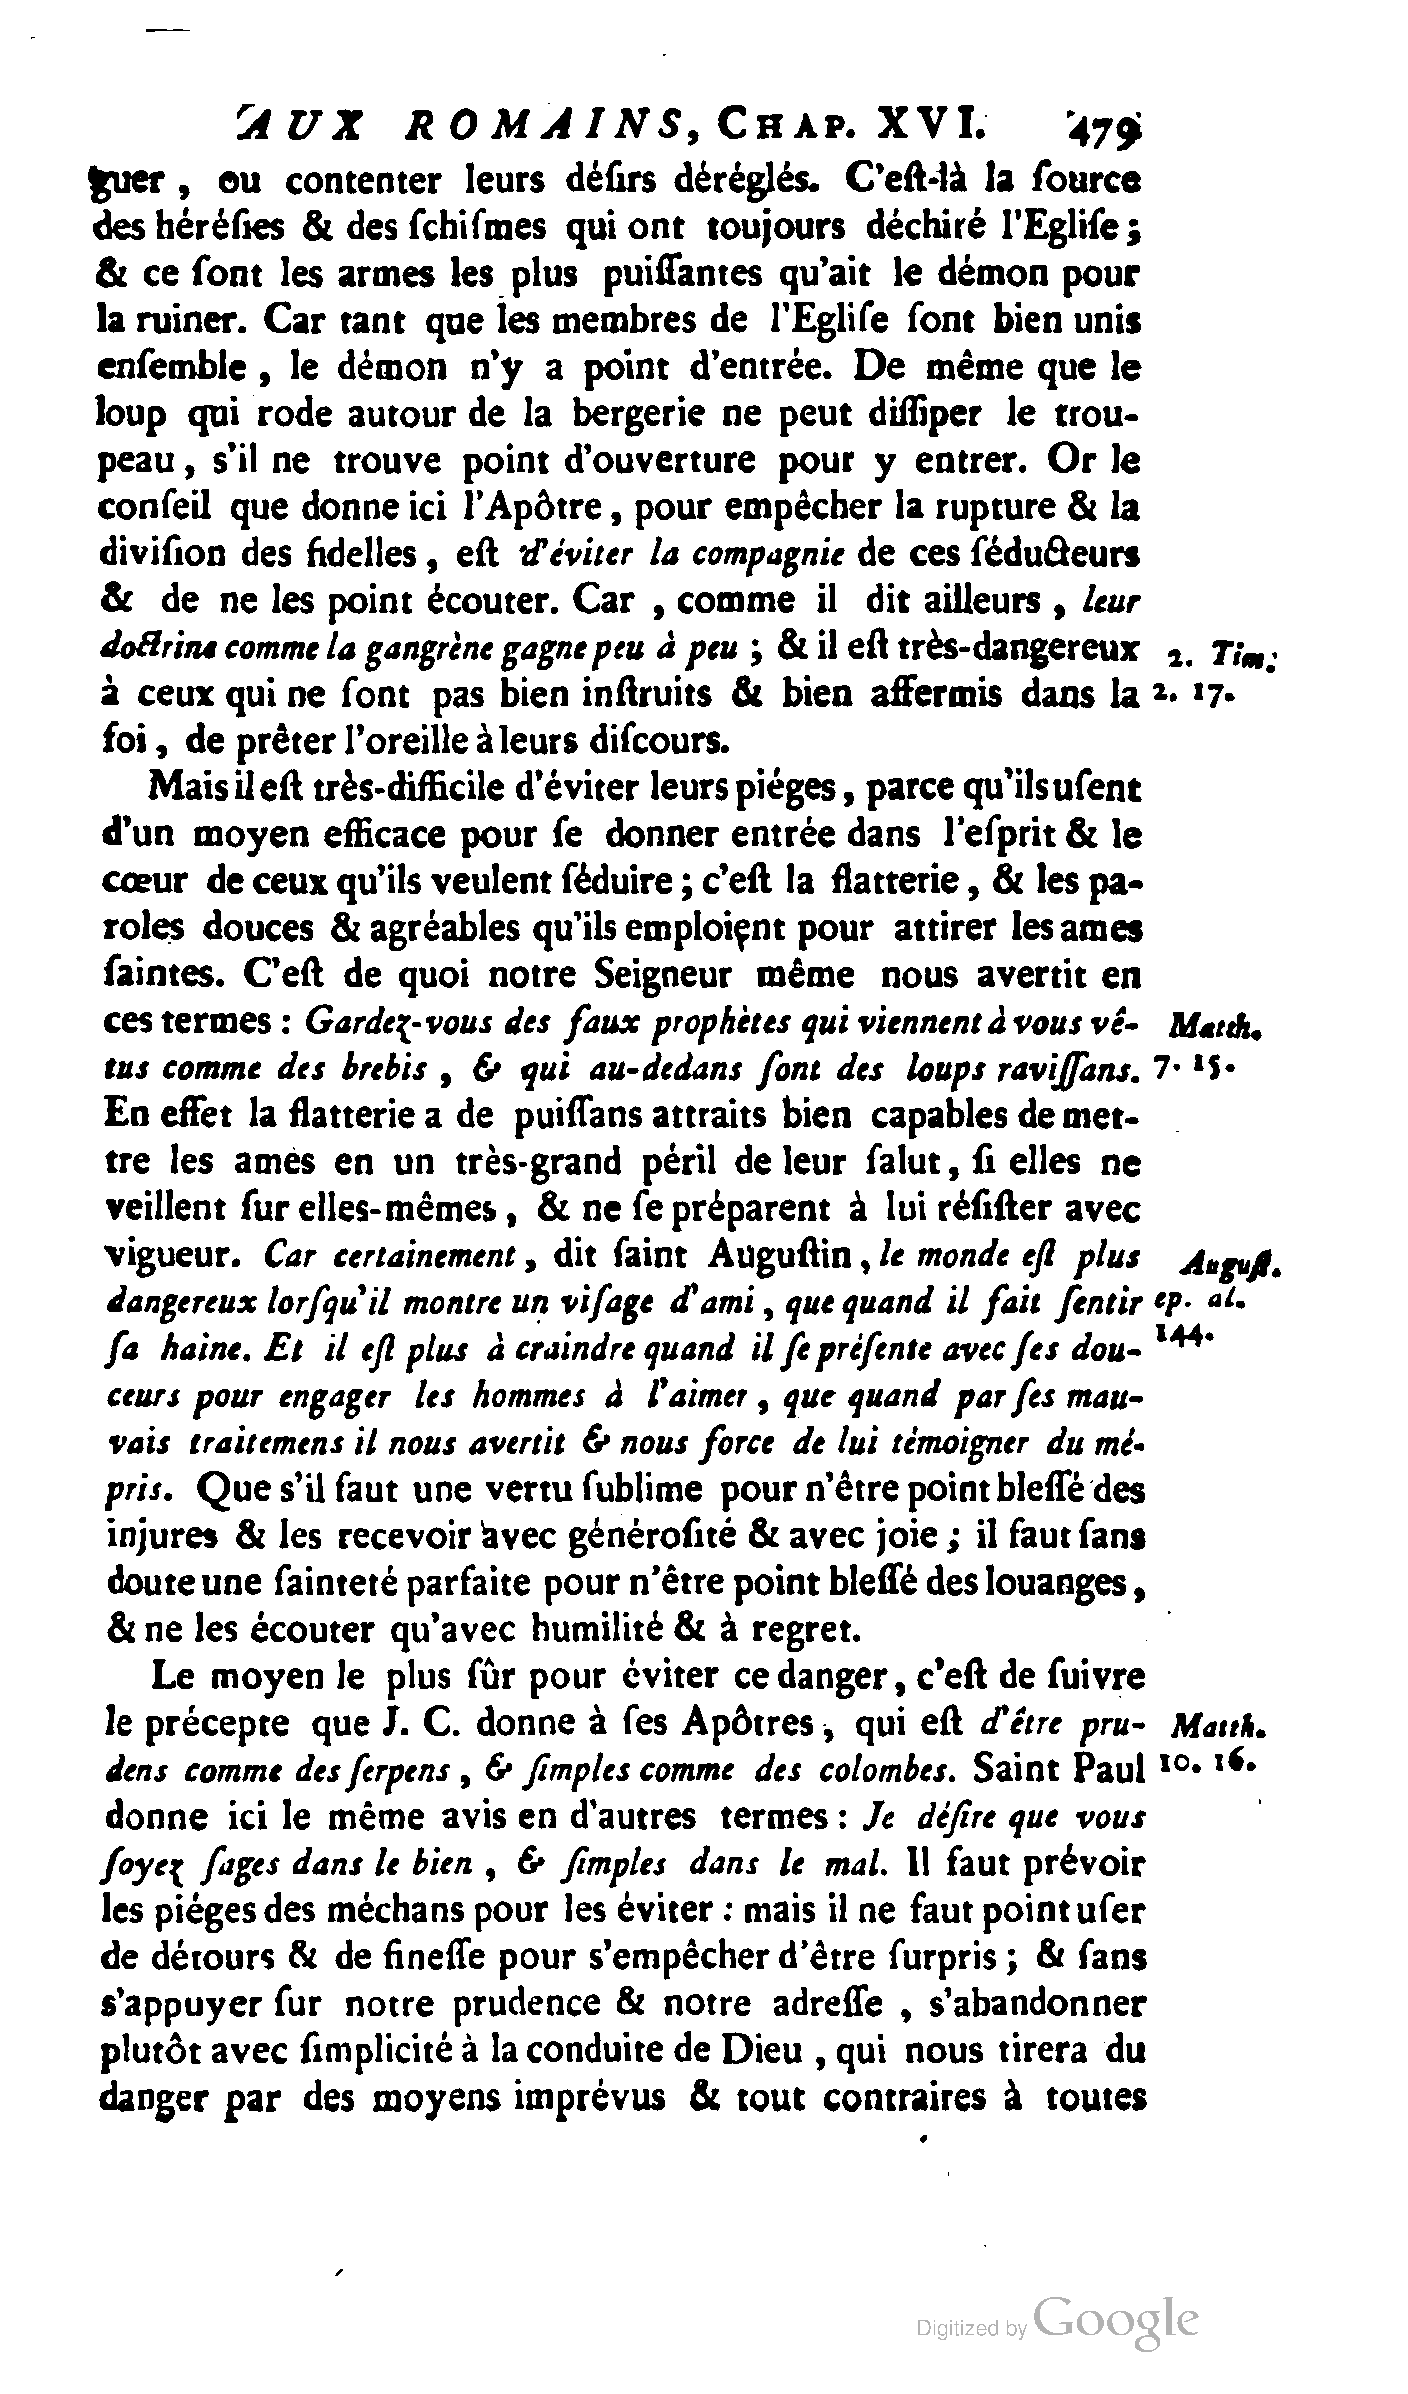 AUX ROMAINS, CHAP. XVI. 479
guer, ou contenter leurs déſirs déréglés. C'eſt-là la ſource
des héréſies & des ſchiſmes qui ont toujours déchiré l'Egliſe;
& ce ſont les armes les plus puiſſantes qu'ait le démon pour
la ruiner. Car tant que les membres de l'Egliſe ſont bien unis
enſemble, le démon n'y a point d'entrée. De même que le
loup qui rode autour de la bergerie ne peut diſſiper le trou-
peau, s'il ne trouve point d'ouverture pour y entrer. Or le
conſeil que donne ici l'Apôtre, pour empêcher la rupture & la
diviſion des fidelles, eſt d'éviter la compagnie de ces ſéducteurs
& de ne les point écouter. Car, comme il dit ailleurs, leur
doctrine comme la gangrène gagne peu à peu; & il eſt très-dangereux 2. Tim.
à ceux qui ne ſont pas bien inſtruits & bien affermis dans la 2. 17.
foi, de prêter l'oreille à leurs diſcours.
Mais il eſt très-difficile d'éviter leurs piéges, parce qu'ils uſent
d'un moyen efficace pour ſe donner entrée dans l'eſprit & le
cœur de ceux qu'ils veulent ſéduire; c'eſt la flatterie, & les pa-
roles douces & agréables qu'ils emploient pour attirer les ames
ſaintes. C'eſt de quoi notre Seigneur même nous avertit en
ces termes : Gardez-vous des faux prophètes qui viennent à vous vê- Matth.
tus comme des brebis, & qui au-dedans ſont des loups raviſſans. 7. 15.
En effet la flatterie a de puiſſans attraits bien capables de met-
tre les ames en un très-grand péril de leur ſalut, ſi elles ne
veillent ſur elles-mêmes, & ne ſe préparent à lui réſiſter avec
vigueur. Car certainement, dit ſaint Auguſtin, le monde eſt plus Auguſt.
dangereux lorſqu'il montre un viſage d'ami, que quand il fait ſentir ep. al.
ſa haine. Et il eſt plus à craindre quand il ſe préſente avec ſes dou- 144.
ceurs pour engager les hommes à l'aimer, que quand par ſes mau-
vais traitemens il nous avertit & nous force de lui témoigner du mé-
pris. Que s'il faut une vertu ſublime pour n'être point bleſſé des
injures & les recevoir avec généroſité & avec joie; il faut ſans
doute une ſainteté parfaite pour n'être point bleſſé des louanges,
& ne les écouter qu'avec humilité & à regret.
Le moyen le plus ſûr pour éviter ce danger, c'eſt de ſuivre
le précepte que J. C. donne à ſes Apôtres, qui eſt d'être pru- Matth.
dens comme des ſerpens, & ſimples comme des colombes. Saint Paul 10. 16.
donne ici le même avis en d'autres termes : Je déſire que vous
ſoyez ſages dans le bien, & ſimples dans le mal. Il faut prévoir
les piéges des méchans pour les éviter : mais il ne faut point uſer
de détours & de fineſſe pour s'empêcher d'être ſurpris; & ſans
s'appuyer ſur notre prudence & notre adreſſe, s'abandonner
plutôt avec ſimplicité à la conduite de Dieu, qui nous tirera du
danger par des moyens imprévus & tout contraires à toutes
Digitized by Google